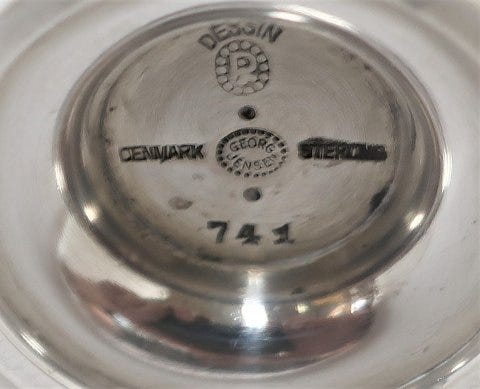 DESSIN
R
DENMARK GEORG JENSEN STERLING
741